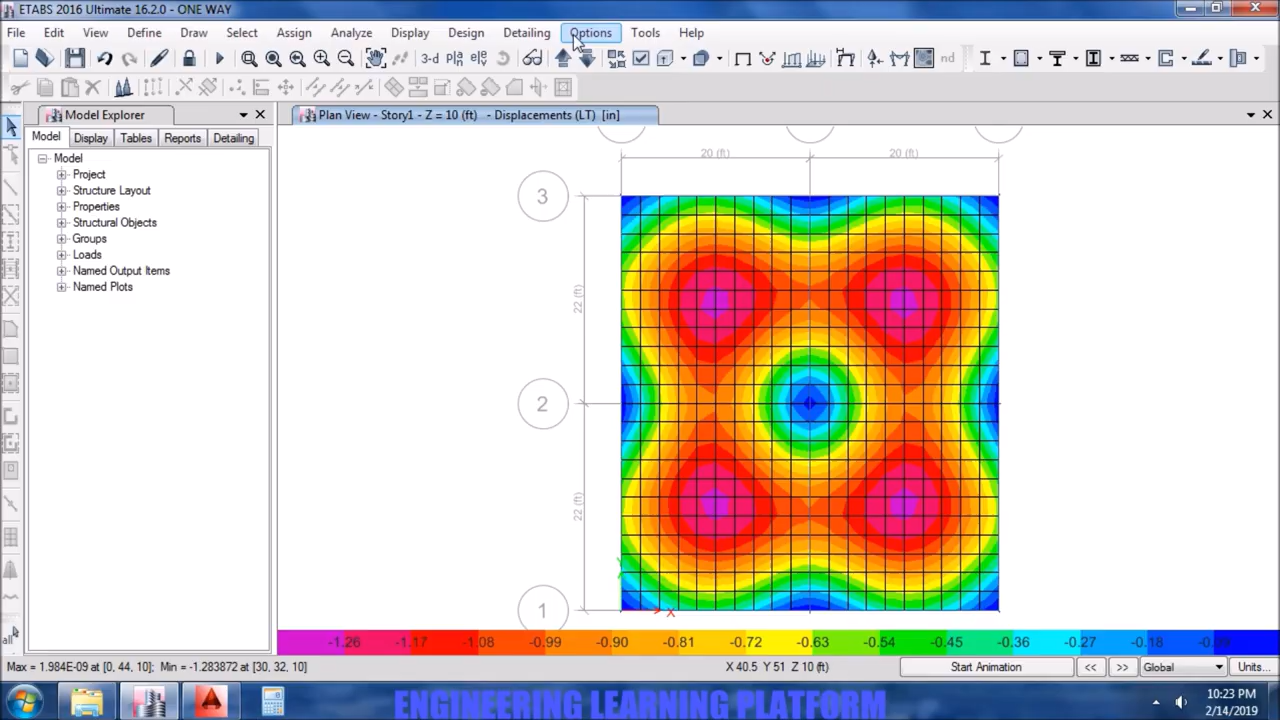 ETABS 2016 Ultimate 16.2.0 - ONE WAY
File Edit View Define Draw Select Assign Analyze Display Design Detailing Options Tools Help
3-d nd
Model Explorer
Plan View - Story1 - Z = 10 (ft) - Displacements (LT) [in]
Model Display Tables Reports Detailing
Model
Project
Structure Layout
Properties
Structural Objects
Groups
Loads
Named Output Items
Named Plots
20 (ft) 20 (ft)
3
22 (ft)
2
22 (ft)
1
X
all
-1.26 -1.17 -1.08 -0.99 -0.90 -0.81 -0.72 -0.63 -0.54 -0.45 -0.36 -0.27 -0.18
Max = 1.984E-09 at [0, 44, 10]; Min = -1.283872 at [30, 32, 10]
X 40.5 Y 51 Z 10 (ft)
Start Animation
<< >>
Global
Units...
ENGINEERING LEARNING PLATFORM
10:23 PM
2/14/2019